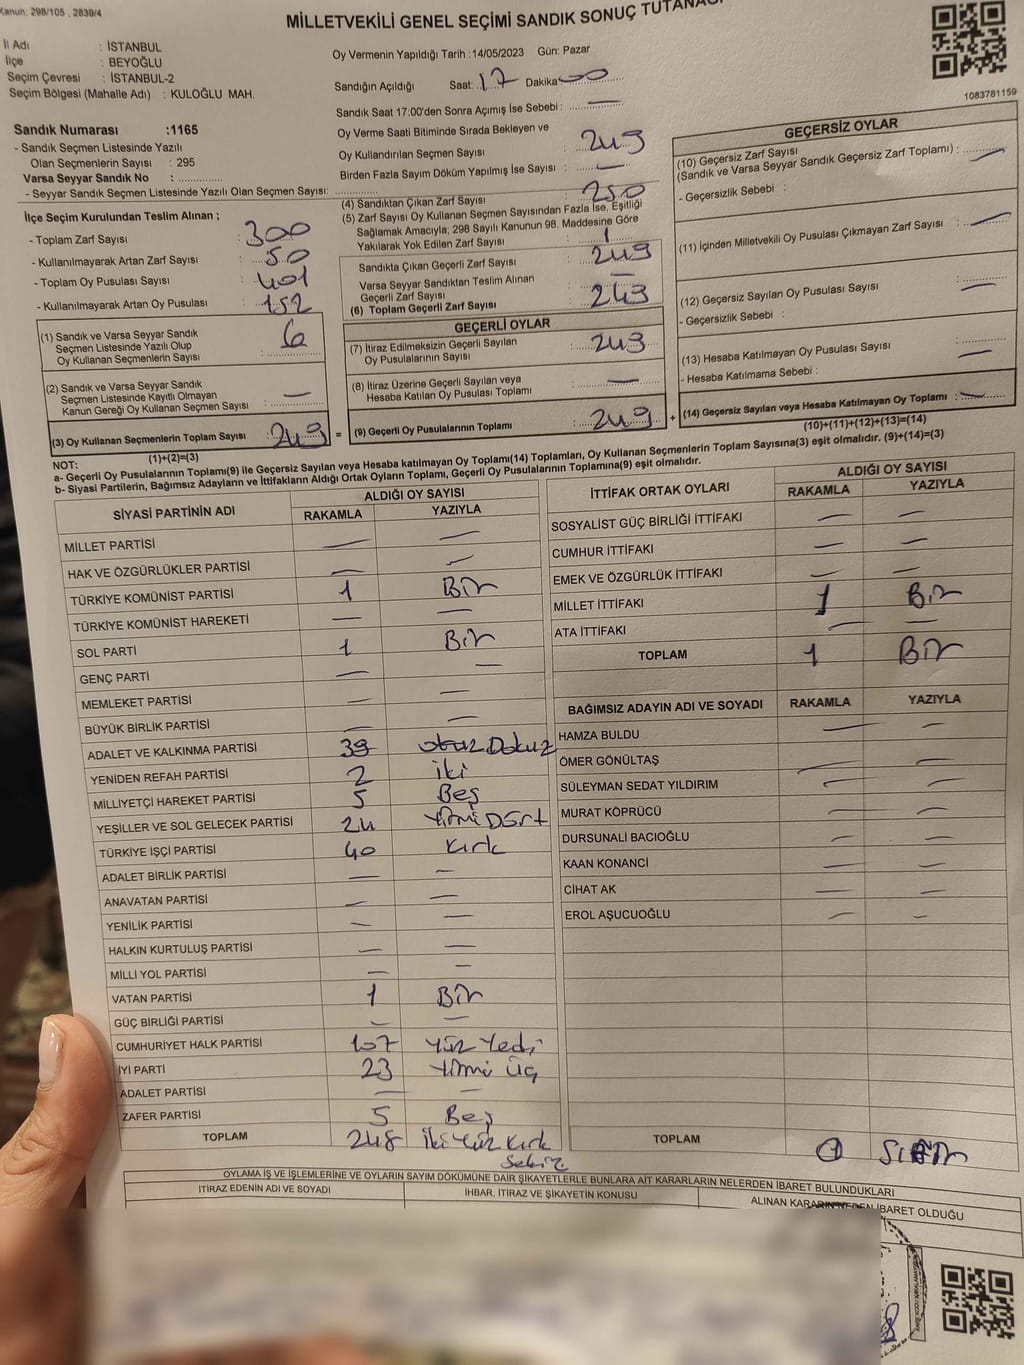 Kanun: 298/105 , 2839/4
MİLLETVEKİLİ GENEL SEÇİMİ SANDIK SONUÇ
İl Adı : İSTANBUL
İlçe : BEYOĞLU
Seçim Çevresi : İSTANBUL-2
Seçim Bölgesi (Mahalle Adı) : KULOĞLU MAH.
Sandık Numarası :1165
- Sandık Seçmen Listesinde Yazılı
Olan Seçmenlerin Sayısı : 295
Varsa Seyyar Sandık No :
- Seyyar Sandık Seçmen Listesinde Yazılı Olan Seçmen Sayısı:
İlçe Seçim Kurulundan Teslim Alınan ;
- Toplam Zarf Sayısı : 300
- Kullanılmayarak Artan Zarf Sayısı : 50
- Toplam Oy Pusulası Sayısı : 401
- Kullanılmayarak Artan Oy Pusulası : 152
(1) Sandık ve Varsa Seyyar Sandık
Seçmen Listesinde Yazılı Olup
Oy Kullanan Seçmenlerin Sayısı : 6
(2) Sandık ve Varsa Seyyar Sandık
Seçmen Listesinde Kayıtlı Olmayan
Kanun Gereği Oy Kullanan Seçmen Sayısı : —
(3) Oy Kullanan Seçmenlerin Toplam Sayısı : 249 =
(1)+(2)=(3)
Oy Vermenin Yapıldığı Tarih :14/05/2023 Gün: Pazar
Sandığın Açıldığı Saat: 17 Dakika 00
Sandık Saat 17:00'den Sonra Açımış İse Sebebi : —
Oy Verme Saati Bitiminde Sırada Bekleyen ve
Oy Kullandırılan Seçmen Sayısı : 249
Birden Fazla Sayım Döküm Yapılmış İse Sayısı : —
(4) Sandıktan Çıkan Zarf Sayısı : 250
(5) Zarf Sayısı Oy Kullanan Seçmen Sayısından Fazla İse, Eşitliği
Sağlamak Amacıyla; 298 Sayılı Kanunun 98. Maddesine Göre
Yakılarak Yok Edilen Zarf Sayısı : 1
Sandıkta Çıkan Geçerli Zarf Sayısı : 249
Varsa Seyyar Sandıktan Teslim Alınan
Geçerli Zarf Sayısı : —
(6) Toplam Geçerli Zarf Sayısı : 249
GEÇERLİ OYLAR
(7) İtiraz Edilmeksizin Geçerli Sayılan
Oy Pusulalarının Sayısı : 249
(8) İtiraz Üzerine Geçerli Sayılan veya
Hesaba Katılan Oy Pusulası Toplamı : —
(9) Geçerli Oy Pusulalarının Toplamı : 249 +
1083781159
GEÇERSİZ OYLAR
(10) Geçersiz Zarf Sayısı
(Sandık ve Varsa Seyyar Sandık Geçersiz Zarf Toplamı) : —
- Geçersizlik Sebebi :
(11) İçinden Milletvekili Oy Pusulası Çıkmayan Zarf Sayısı : —
(12) Geçersiz Sayılan Oy Pusulası Sayısı : —
- Geçersizlik Sebebi :
(13) Hesaba Katılmayan Oy Pusulası Sayısı : —
- Hesaba Katılmama Sebebi :
(14) Geçersiz Sayılan veya Hesaba Katılmayan Oy Toplamı : —
(10)+(11)+(12)+(13)=(14)
NOT:
a- Geçerli Oy Pusulalarının Toplamı(9) ile Geçersiz Sayılan veya Hesaba katılmayan Oy Toplamı(14) Toplamları, Oy Kullanan Seçmenlerin Toplam Sayısına(3) eşit olmalıdır. (9)+(14)=(3)
b- Siyasi Partilerin, Bağımsız Adayların ve İttifakların Aldığı Ortak Oyların Toplamı, Geçerli Oy Pusulalarının Toplamına(9) eşit olmalıdır.
SİYASİ PARTİNİN ADI ALDIĞI OY SAYISI
RAKAMLA YAZIYLA
MİLLET PARTİSİ — —
HAK VE ÖZGÜRLÜKLER PARTİSİ — —
TÜRKİYE KOMÜNİST PARTİSİ 1 Bir
TÜRKİYE KOMÜNİST HAREKETİ — —
SOL PARTİ 1 Bir
GENÇ PARTİ — —
MEMLEKET PARTİSİ — —
BÜYÜK BİRLİK PARTİSİ — —
ADALET VE KALKINMA PARTİSİ 39 otuz Dokuz
YENİDEN REFAH PARTİSİ 2 iki
MİLLİYETÇİ HAREKET PARTİSİ 5 Beş
YEŞİLLER VE SOL GELECEK PARTİSİ 24 Yirmi Dört
TÜRKİYE İŞÇİ PARTİSİ 40 Kırk
ADALET BİRLİK PARTİSİ — —
ANAVATAN PARTİSİ — —
YENİLİK PARTİSİ — —
HALKIN KURTULUŞ PARTİSİ — —
MİLLİ YOL PARTİSİ — —
VATAN PARTİSİ 1 Bir
GÜÇ BİRLİĞİ PARTİSİ — —
CUMHURİYET HALK PARTİSİ 107 Yüz Yedi
İYİ PARTİ 23 Yirmi Üç
ADALET PARTİSİ — —
ZAFER PARTİSİ 5 Beş
TOPLAM 248 İki Yüz Kırk
Sekiz
İTTİFAK ORTAK OYLARI ALDIĞI OY SAYISI
RAKAMLA YAZIYLA
SOSYALİST GÜÇ BİRLİĞİ İTTİFAKI — —
CUMHUR İTTİFAKI — —
EMEK VE ÖZGÜRLÜK İTTİFAKI — —
MİLLET İTTİFAKI 1 Bir
ATA İTTİFAKI — —
TOPLAM 1 Bir
BAĞIMSIZ ADAYIN ADI VE SOYADI RAKAMLA YAZIYLA
HAMZA BULDU — —
ÖMER GÖNÜLTAŞ — —
SÜLEYMAN SEDAT YILDIRIM — —
MURAT KÖPRÜCÜ — —
DURSUNALİ BACIOĞLU — —
KAAN KONANCİ — —
CİHAT AK — —
EROL AŞUCUOĞLU — —
TOPLAM
OYLAMA İŞ VE İŞLEMLERİNE VE OYLARIN SAYIM DÖKÜMÜNE DAİR ŞİKAYETLERLE BUNLARA AİT KARARLARIN NELERDEN İBARET BULUNDUKLARI
İTİRAZ EDENİN ADI VE SOYADI İHBAR, İTİRAZ VE ŞİKAYETİN KONUSU ALINAN KARARIN NEDEN İBARET OLDUĞU